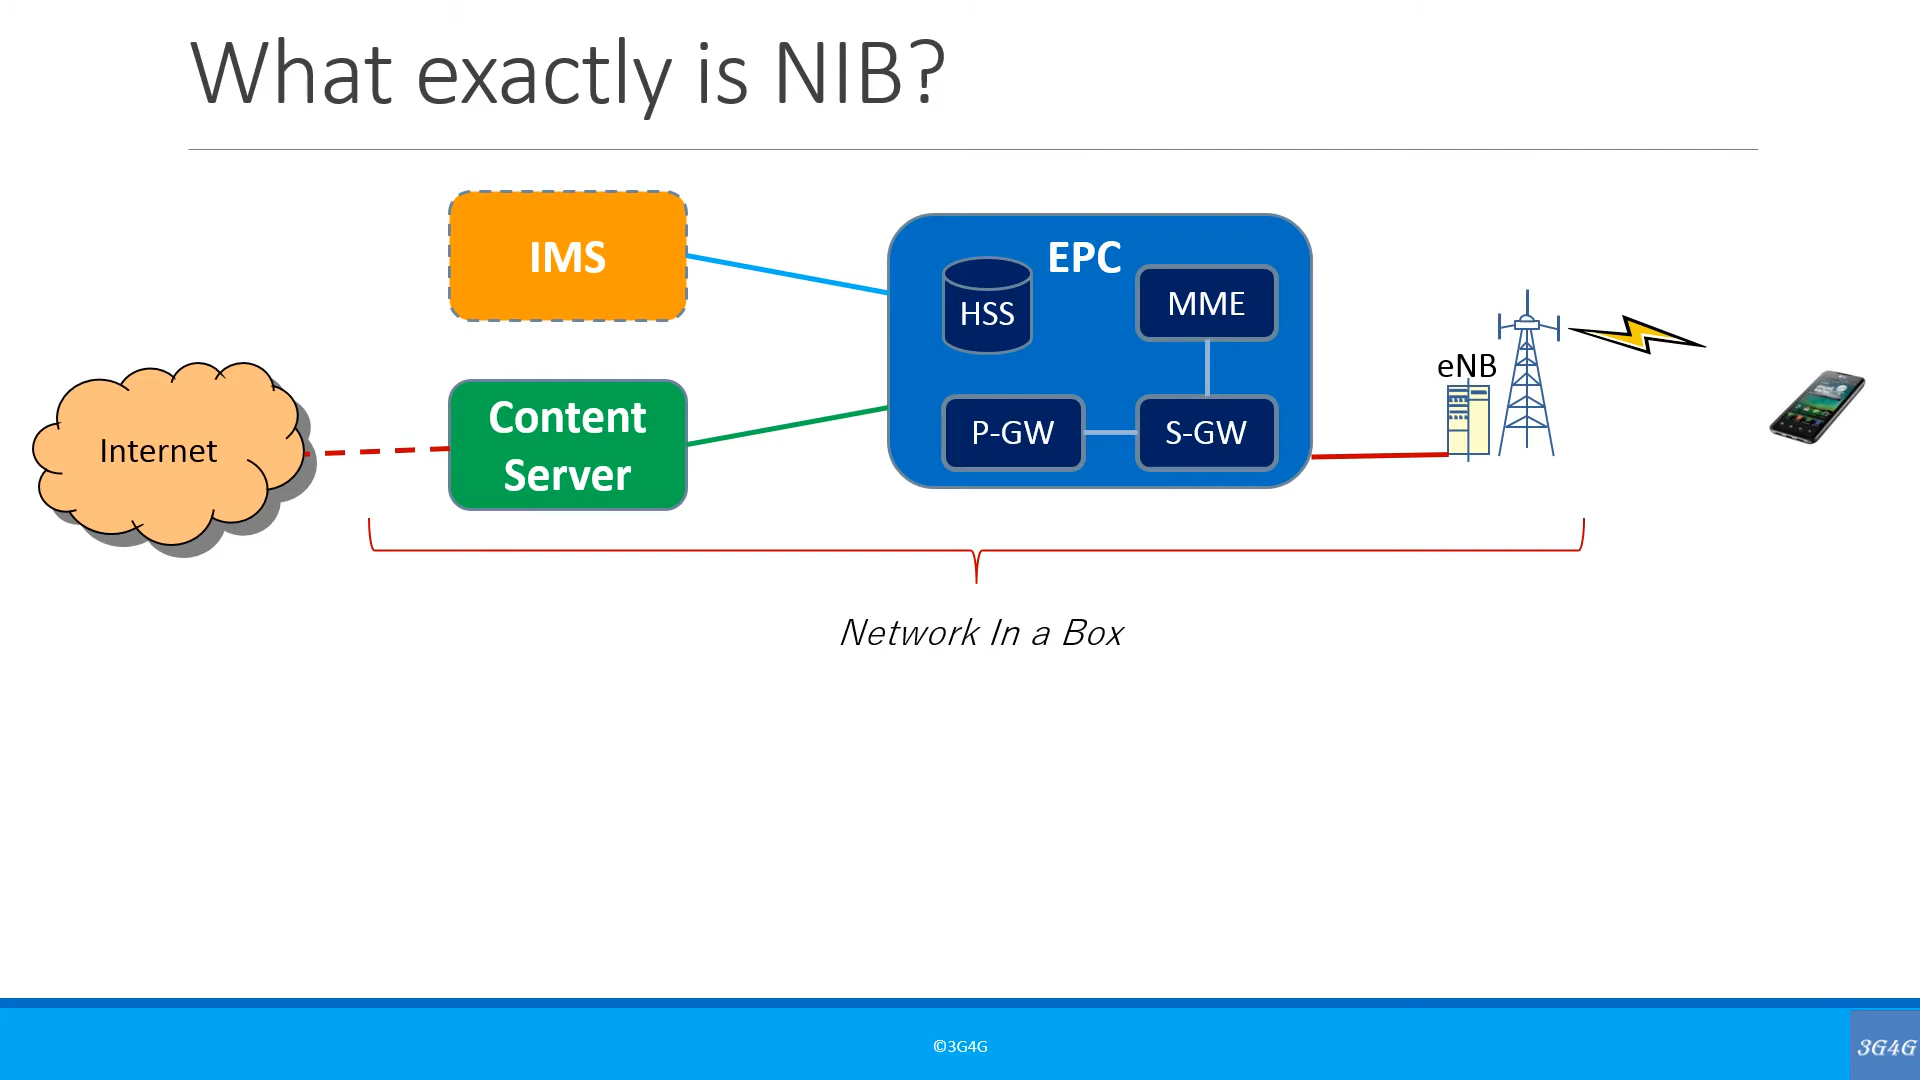 What exactly is NIB?
IMS
EPC
HSS
MME
eNB
Internet
Content
Server
P-GW
S-GW
Network In a Box
©3G4G
3G4G